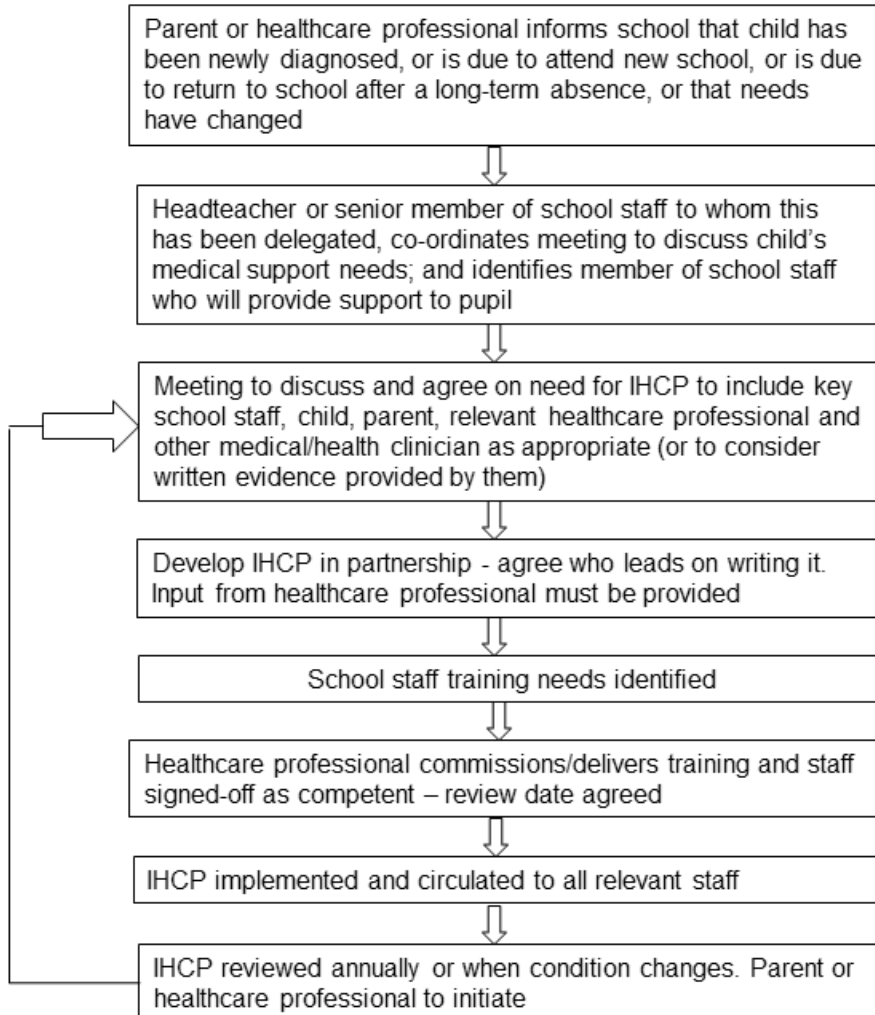 Parent or healthcare professional informs school that child has
been newly diagnosed, or is due to attend new school, or is due
to return to school after a long-term absence, or that needs
have changed
Headteacher or senior member of school staff to whom this
has been delegated, co-ordinates meeting to discuss child's
medical support needs; and identifies member of school staff
who will provide support to pupil
Meeting to discuss and agree on need for IHCP to include key
school staff, child, parent, relevant healthcare professional and
other medical/health clinician as appropriate (or to consider
written evidence provided by them)
Develop IHCP in partnership - agree who leads on writing it.
Input from healthcare professional must be provided
School staff training needs identified
Healthcare professional commissions/delivers training and staff
signed-off as competent – review date agreed
IHCP implemented and circulated to all relevant staff
IHCP reviewed annually or when condition changes. Parent or
healthcare professional to initiate